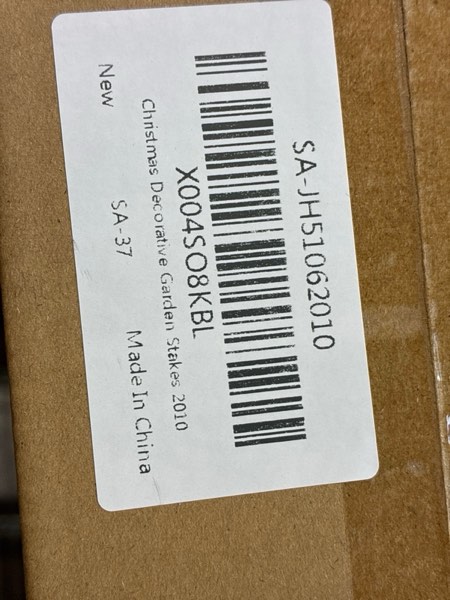 SA-JH51062010
X004SO8KBL
Christmas Decorative Garden Stakes 2010
New SA-37 Made In China